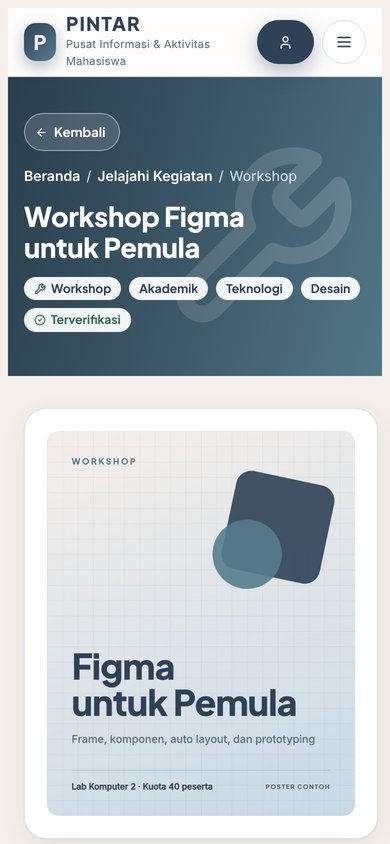 P
PINTAR
Pusat Informasi & Aktivitas
Mahasiswa
← Kembali
Beranda / Jelajahi Kegiatan / Workshop
Workshop Figma
untuk Pemula
Workshop Akademik Teknologi Desain
Terverifikasi
WORKSHOP
Figma
untuk Pemula
Frame, komponen, auto layout, dan prototyping
Lab Komputer 2 · Kuota 40 peserta POSTER CONTOH